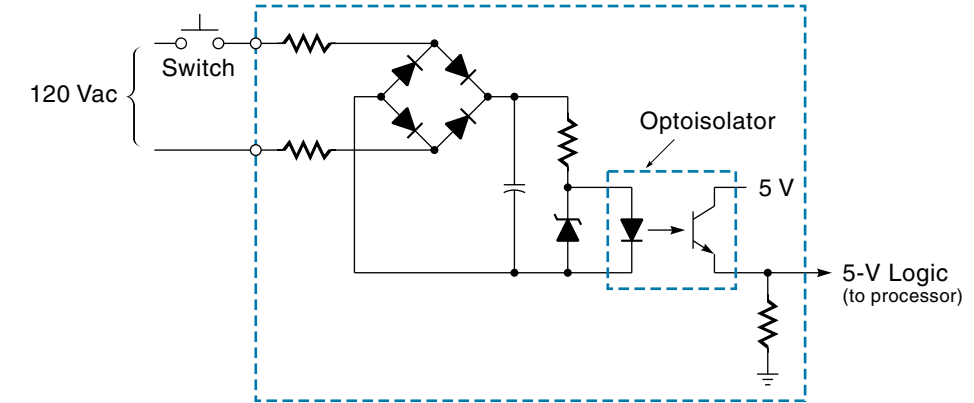 Switch
120 Vac
Optoisolator
5 V
5-V Logic
(to processor)